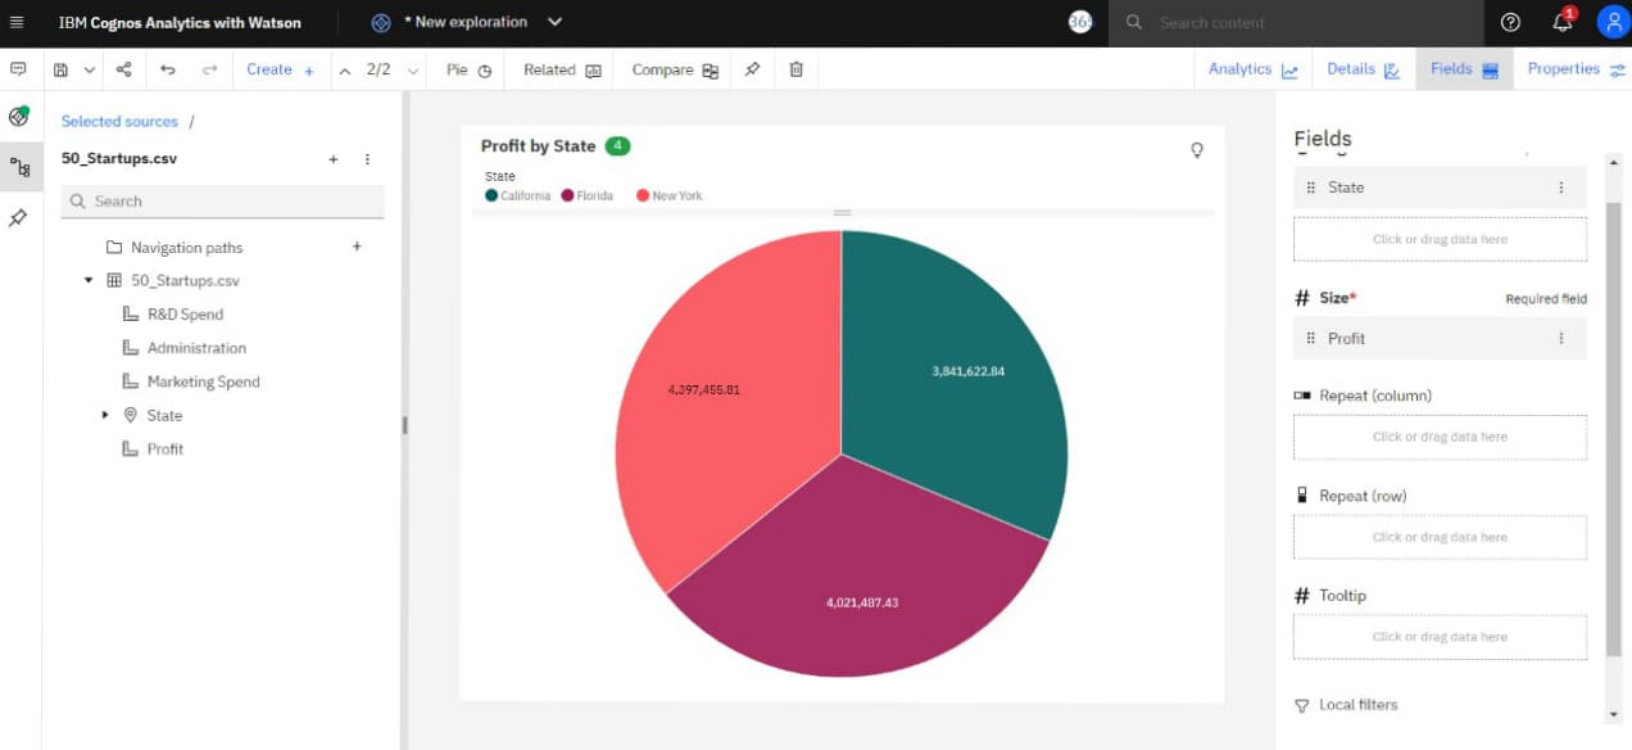 IBM Cognos Analytics with Watson
* New exploration
36
Search content
1
Create +
2/2
Pie
Related
Compare
Analytics
Details
Fields
Properties
Selected sources /
50_Startups.csv
Search
Navigation paths
50_Startups.csv
R&D Spend
Administration
Marketing Spend
State
Profit
Profit by State 4
State
California Florida New York
4,397,455.81
3,841,622.84
4,021,487.43
Fields
State
Click or drag data here
# Size* Required field
Profit
Repeat (column)
Click or drag data here
Repeat (row)
Click or drag data here
# Tooltip
Click or drag data here
Local filters